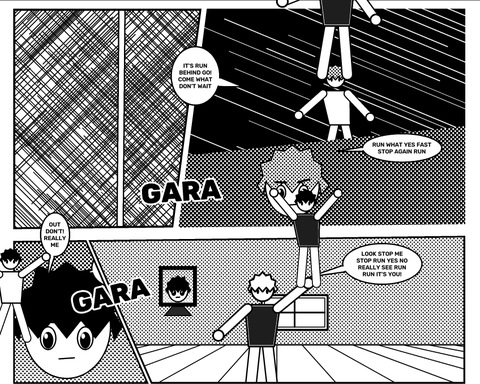 IT'S RUN
BEHIND GO!
COME WHAT
DON'T WAIT
RUN WHAT YES FAST
STOP AGAIN RUN
GARA
OUT
DON'T!
REALLY
ME
LOOK STOP ME
STOP RUN YES NO
REALLY SEE RUN
RUN IT'S YOU!
GARA